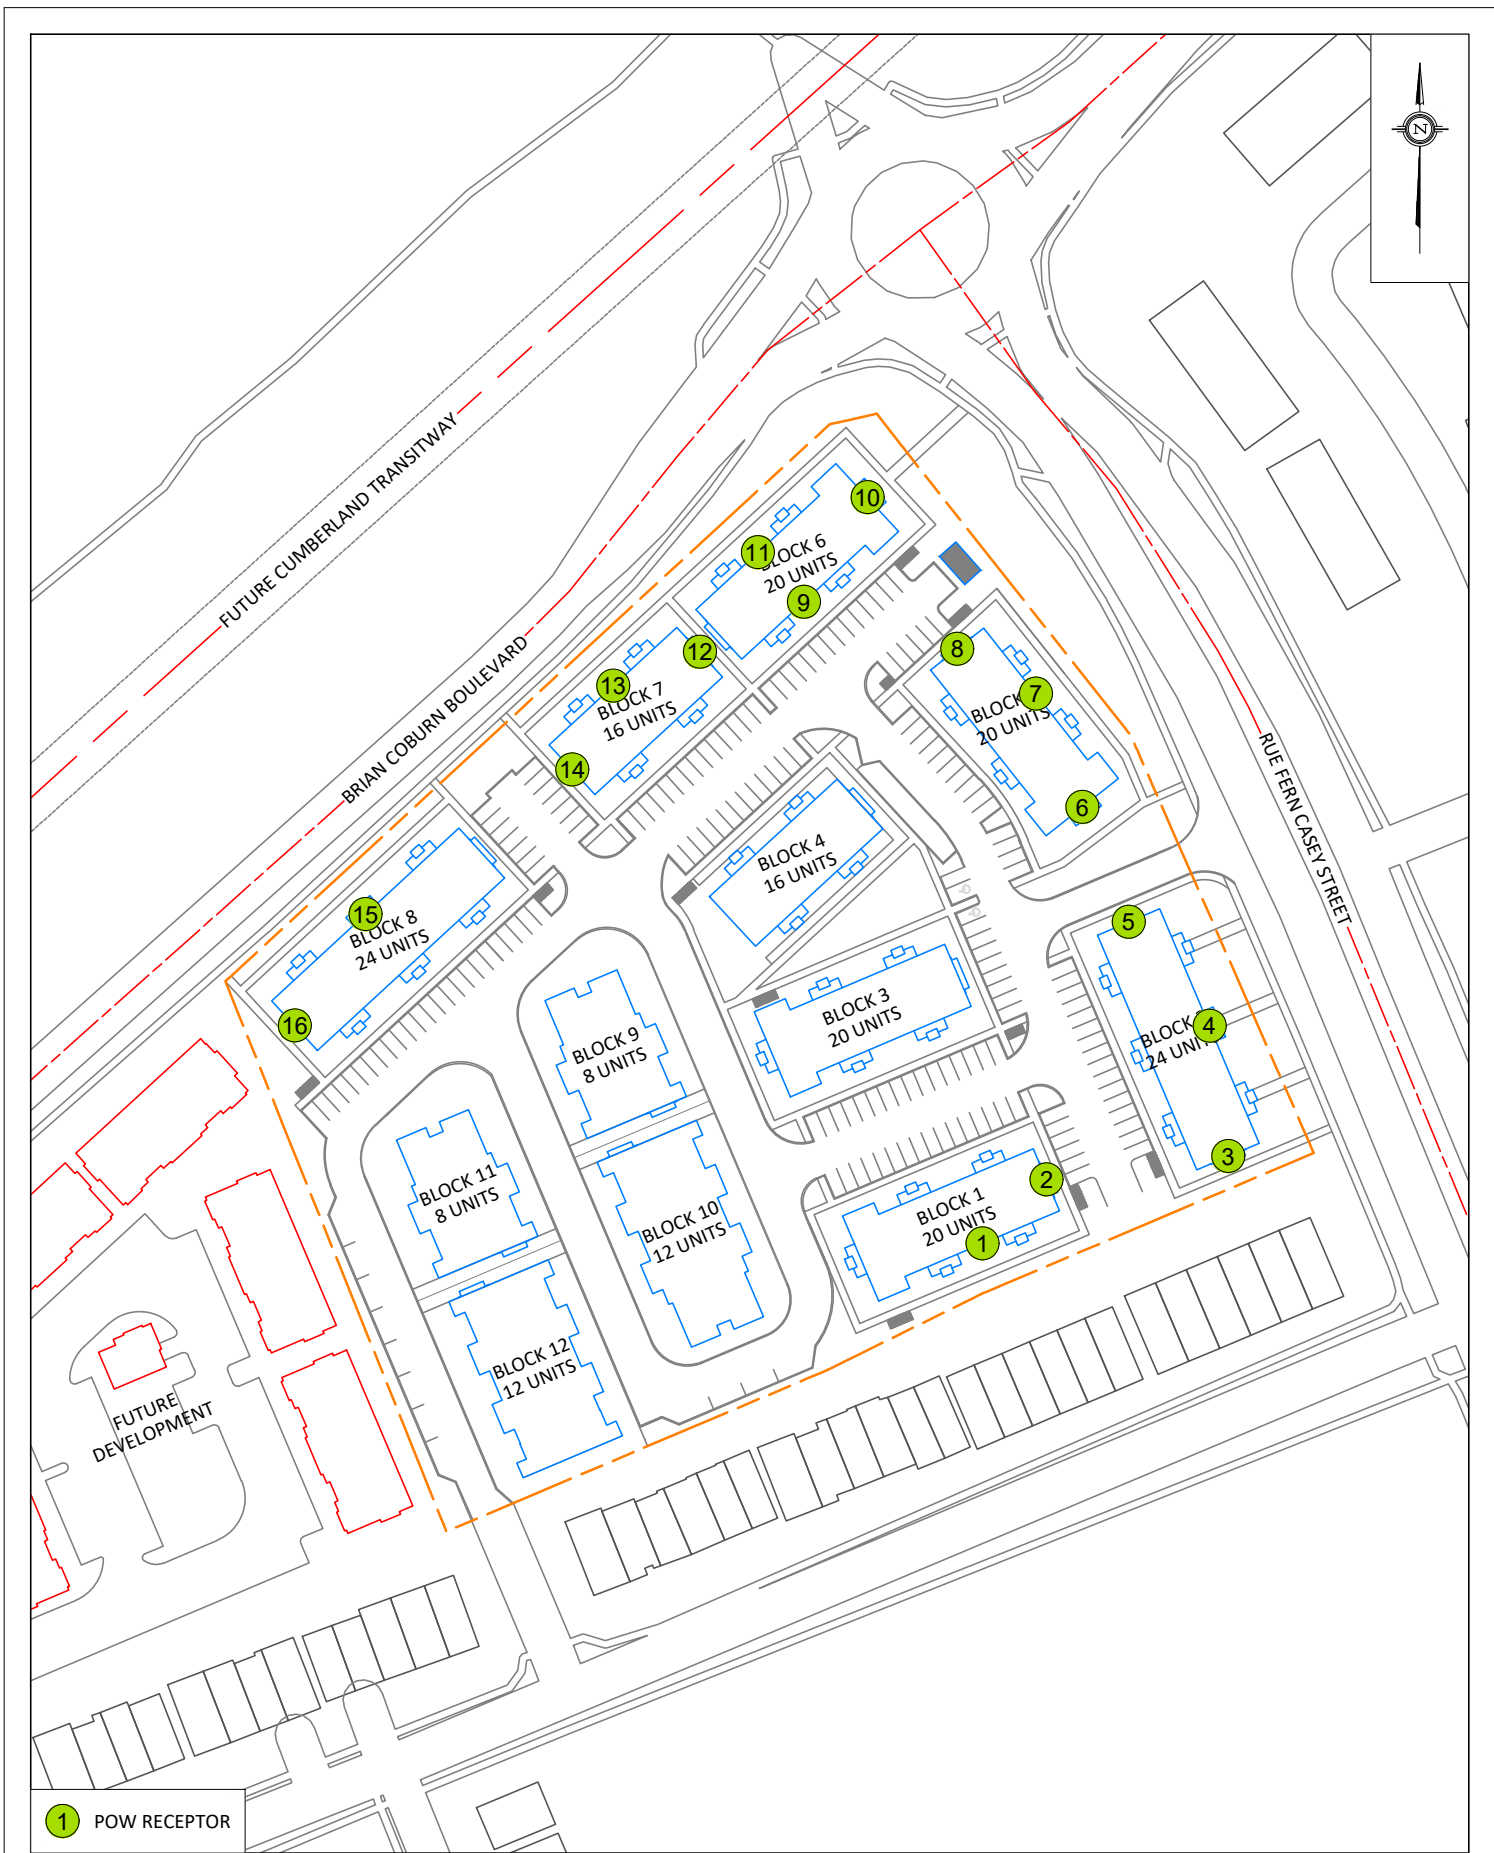 N
FUTURE CUMBERLAND TRANSITWAY
BRIAN COBURN BOULEVARD
RUE FERN CASEY STREET
10
11
BLOCK 6
20 UNITS
9
12
13
BLOCK 7
16 UNITS
14
8
7
BLOCK
20 UNITS
6
BLOCK 4
16 UNITS
15
BLOCK 8
24 UNITS
16
5
4
BLOCK
24 UNITS
3
BLOCK 3
20 UNITS
BLOCK 9
8 UNITS
BLOCK 11
8 UNITS
BLOCK 10
12 UNITS
2
BLOCK 1
20 UNITS
1
BLOCK 12
12 UNITS
FUTURE
DEVELOPMENT
1 POW RECEPTOR